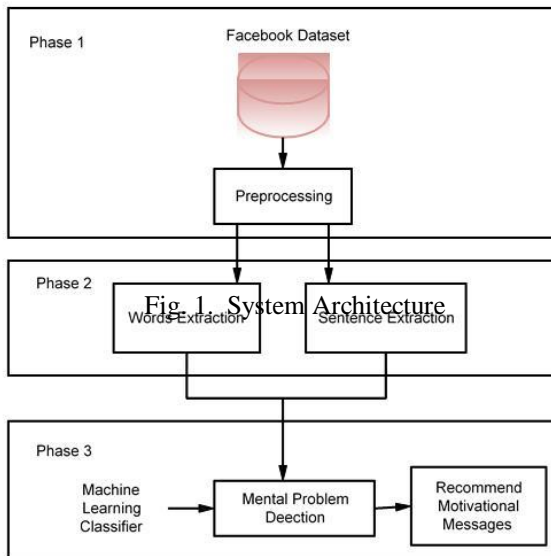 Facebook Dataset
Phase 1
Preprocessing
Phase 2
Fig. 1. System Architecture
Words Extraction
Sentence Extraction
Phase 3
Machine
Learning
Classifier
Mental Problem
Deection
Recommend
Motivational
Messages